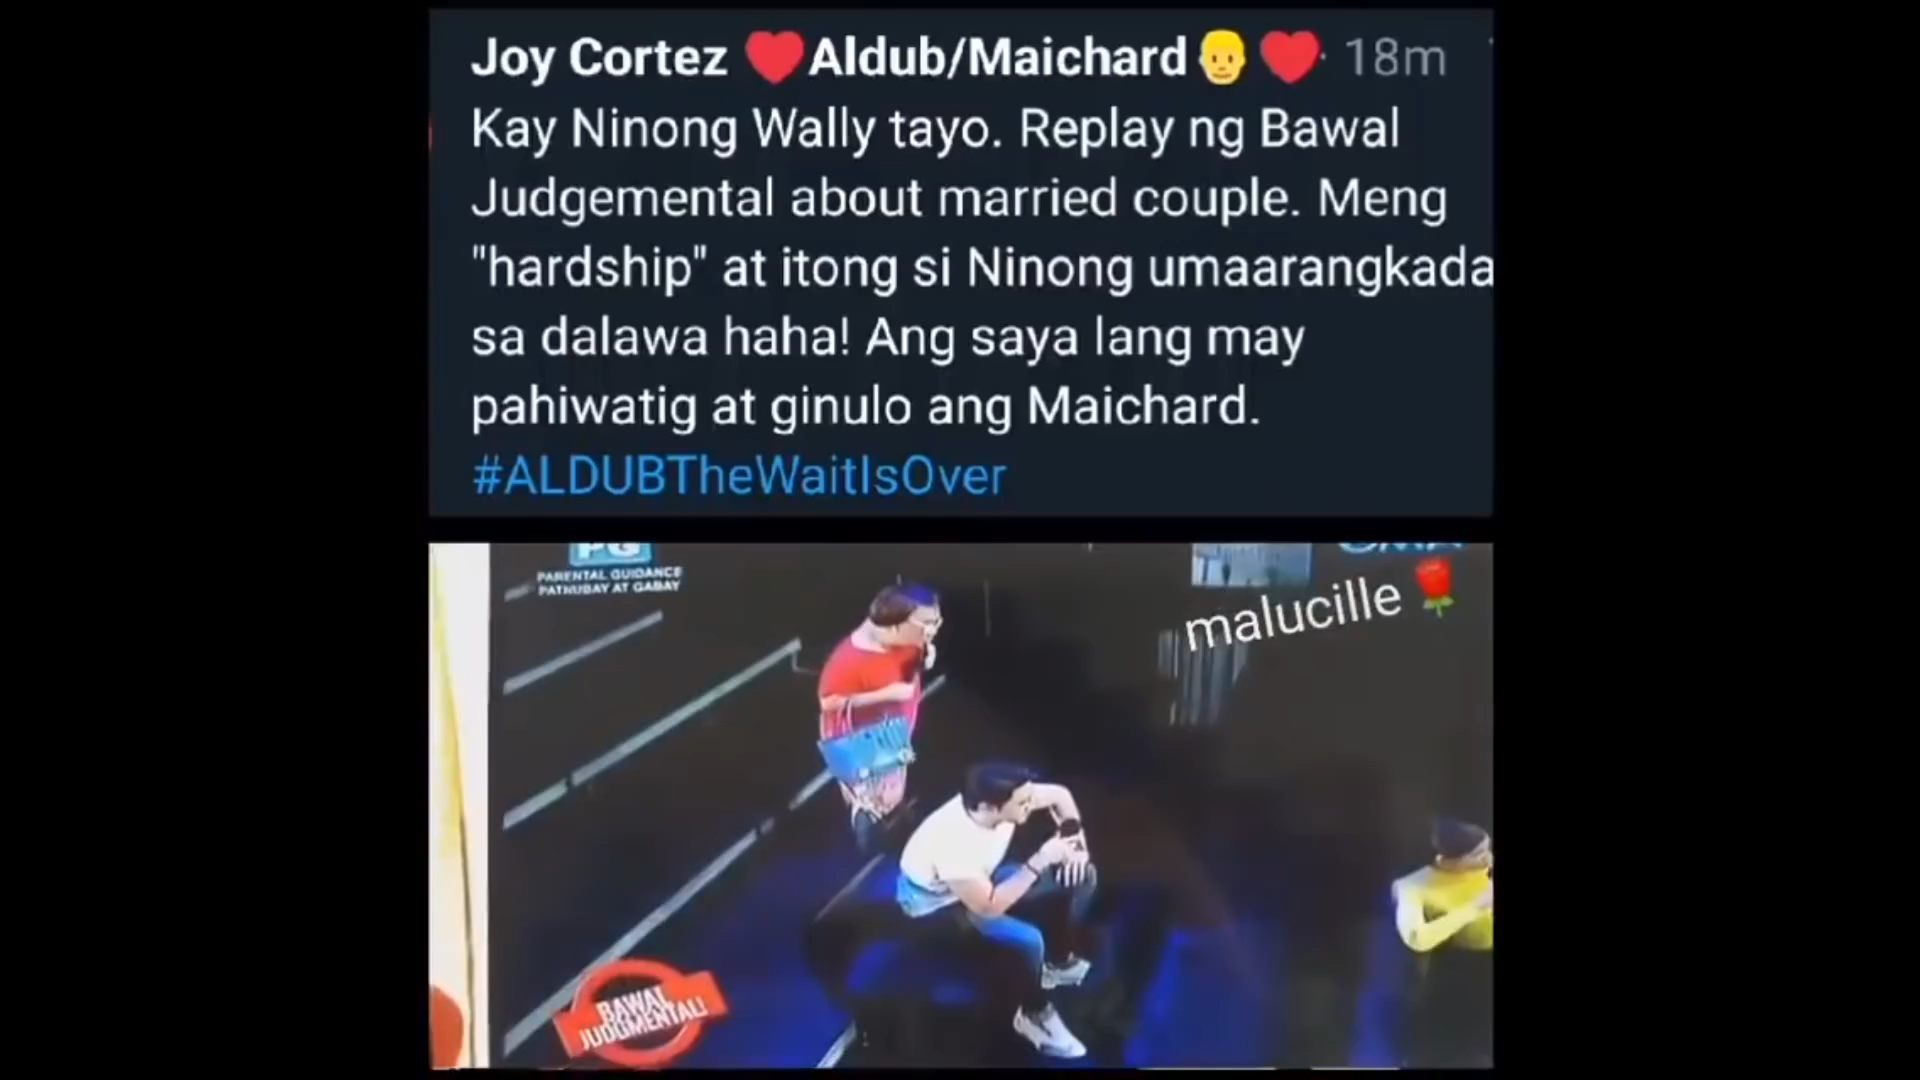 Joy Cortez ❤️Aldub/Maichard👱❤️· 18m
Kay Ninong Wally tayo. Replay ng Bawal
Judgemental about married couple. Meng
"hardship" at itong si Ninong umaarangkada
sa dalawa haha! Ang saya lang may
pahiwatig at ginulo ang Maichard.
#ALDUBTheWaitIsOver
PG
PARENTAL GUIDANCE
PATNUBAY AT GABAY
GMA
malucille🌹
BAWAL
JUDGMENTAL!